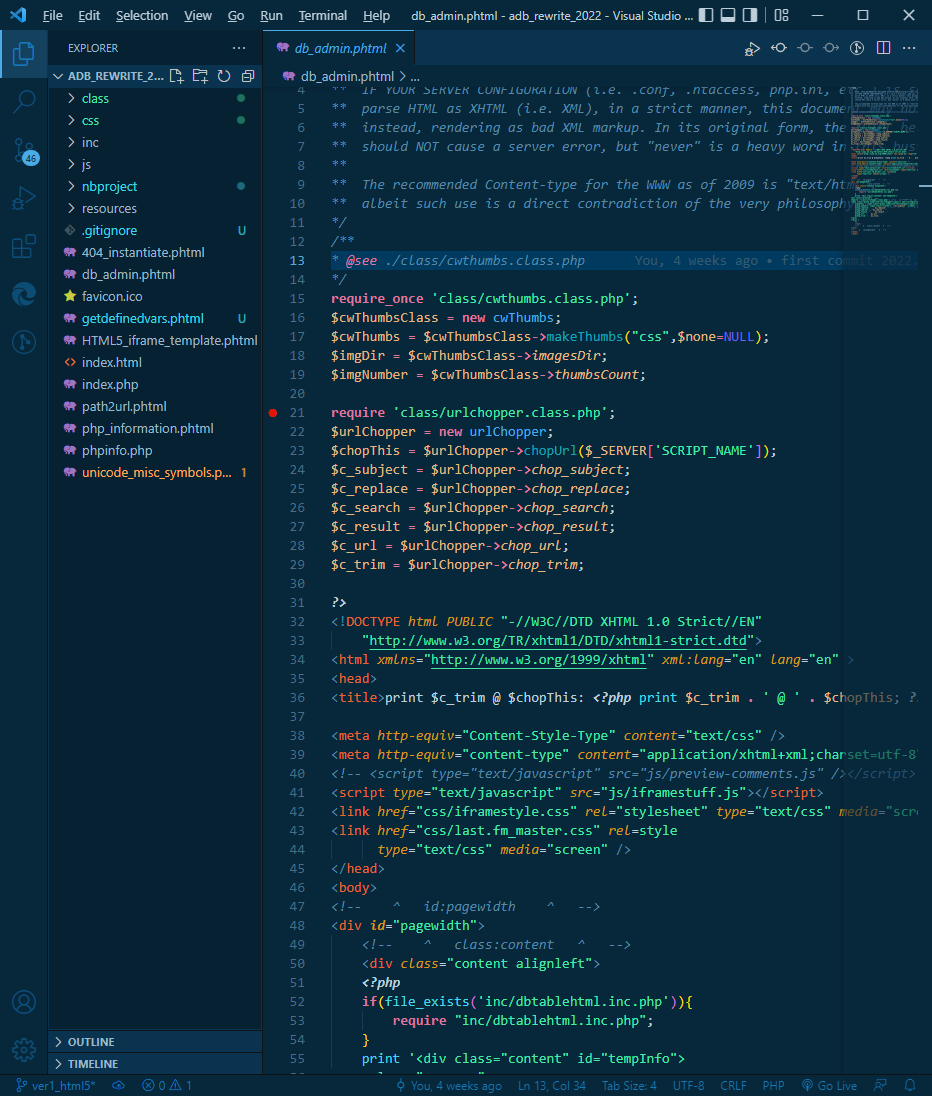 File Edit Selection View Go Run Terminal Help db_admin.phtml - adb_rewrite_2022 - Visual Studio ...
EXPLORER ...
ADB_REWRITE_2...
class
css
inc
js
nbproject
resources
.gitignore U
404_instantiate.phtml
db_admin.phtml
favicon.ico
getdefinedvars.phtml U
HTML5_iframe_template.phtml
index.html
index.php
path2url.phtml
php_information.phtml
phpinfo.php
unicode_misc_symbols.p... 1
OUTLINE
TIMELINE
46
db_admin.phtml
db_admin.phtml > ...
4 ** IF YOUR SERVER CONFIGURATION (i.e. .conf, .htaccess, php.ini, etc.)
5 ** parse HTML as XHTML (i.e. XML), in a strict manner, this document may
6 ** instead, rendering as bad XML markup. In its original form, the
7 ** should NOT cause a server error, but "never" is a heavy word in
8 **
9 ** The recommended Content-type for the WWW as of 2009 is "text/html
10 ** albeit such use is a direct contradiction of the very philosophy
11 */
12 /**
13 * @see ./class/cwthumbs.class.php You, 4 weeks ago • first commit 2022.
14 */
15 require_once 'class/cwthumbs.class.php';
16 $cwThumbsClass = new cwThumbs;
17 $cwThumbs = $cwThumbsClass->makeThumbs("css",$none=NULL);
18 $imgDir = $cwThumbsClass->imagesDir;
19 $imgNumber = $cwThumbsClass->thumbsCount;
20
21 require 'class/urlchopper.class.php';
22 $urlChopper = new urlChopper;
23 $chopThis = $urlChopper->chopUrl($_SERVER['SCRIPT_NAME']);
24 $c_subject = $urlChopper->chop_subject;
25 $c_replace = $urlChopper->chop_replace;
26 $c_search = $urlChopper->chop_search;
27 $c_result = $urlChopper->chop_result;
28 $c_url = $urlChopper->chop_url;
29 $c_trim = $urlChopper->chop_trim;
30
31 ?>
32 <!DOCTYPE html PUBLIC "-//W3C//DTD XHTML 1.0 Strict//EN"
33 "http://www.w3.org/TR/xhtml1/DTD/xhtml1-strict.dtd">
34 <html xmlns="http://www.w3.org/1999/xhtml" xml:lang="en" lang="en" >
35 <head>
36 <title>print $c_trim @ $chopThis: <?php print $c_trim . ' @ ' . $chopThis; ?
37
38 <meta http-equiv="Content-Style-Type" content="text/css" />
39 <meta http-equiv="content-type" content="application/xhtml+xml;charset=utf-8
40 <!-- <script type="text/javascript" src="js/preview-comments.js" /></script>
41 <script type="text/javascript" src="js/iframestuff.js"></script>
42 <link href="css/iframestyle.css" rel="stylesheet" type="text/css" media="scre
43 <link href="css/last.fm_master.css" rel=style
44 type="text/css" media="screen" />
45 </head>
46 <body>
47 <!-- ^ id:pagewidth ^ -->
48 <div id="pagewidth">
49 <!-- ^ class:content ^ -->
50 <div class="content alignleft">
51 <?php
52 if(file_exists('inc/dbtablehtml.inc.php')){
53 require "inc/dbtablehtml.inc.php";
54 }
55 print '<div class="content" id="tempInfo">
ver1_html5* 0 1 You, 4 weeks ago Ln 13, Col 34 Tab Size: 4 UTF-8 CRLF PHP Go Live